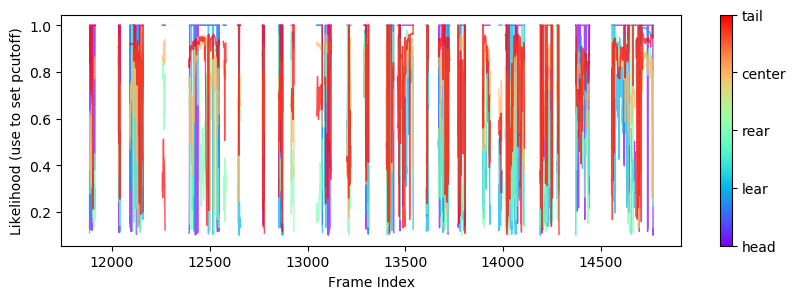 Likelihood (use to set pcutoff)
1.0
0.8
0.6
0.4
0.2
12000 12500 13000 13500 14000 14500
Frame Index
tail
center
rear
lear
head